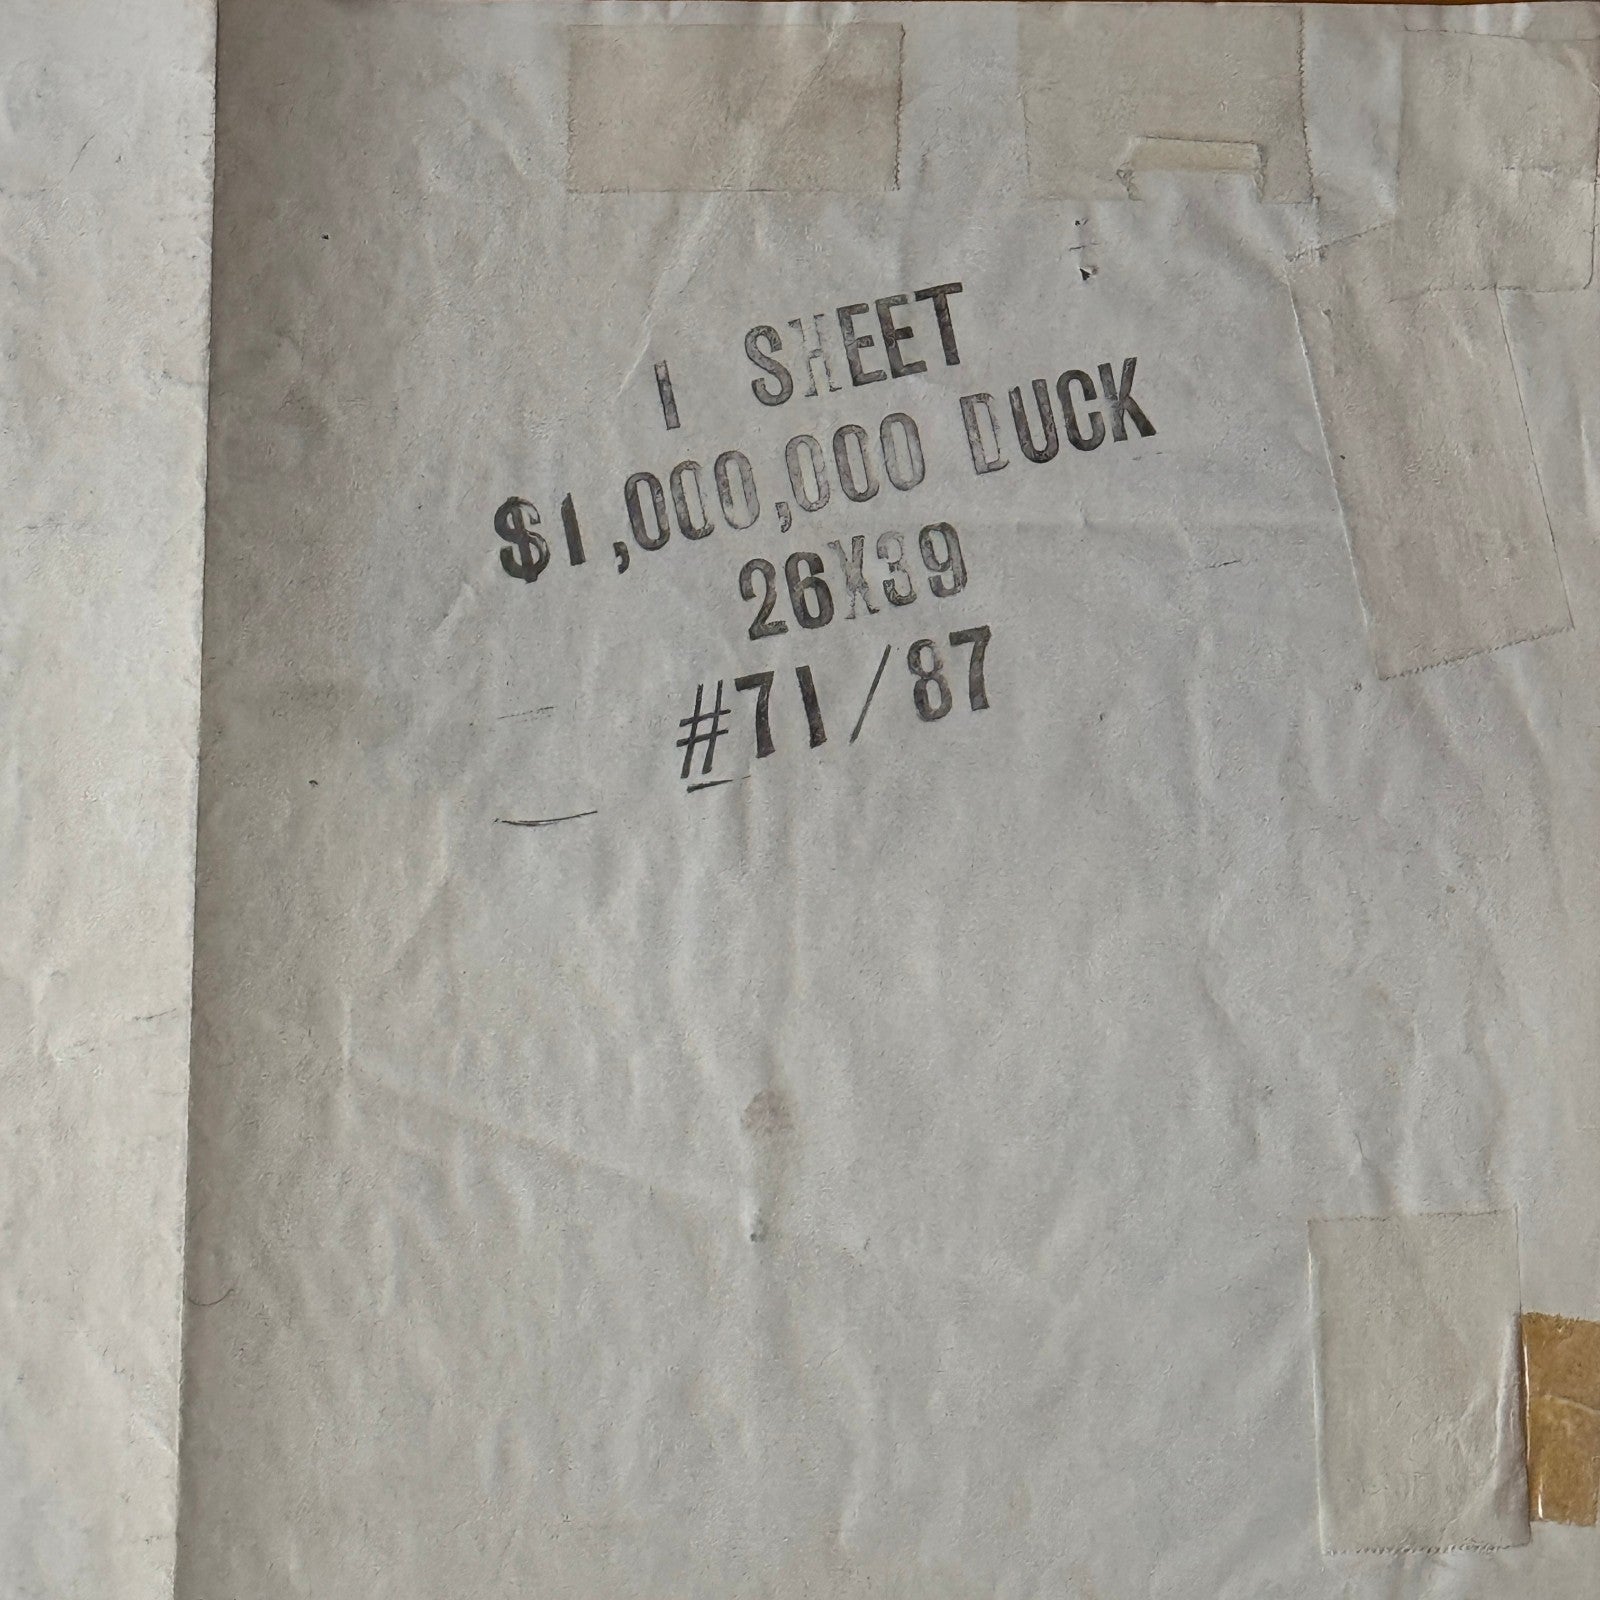 1 SHEET
$1,000,000 DUCK
26X39
#71/87